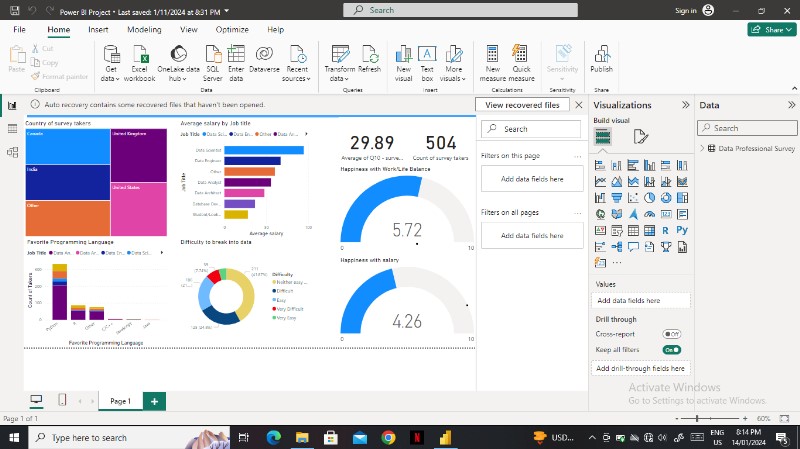 Power BI Project • Last saved: 1/11/2024 at 8:31 PM
Search
Sign in
File Home Insert Modeling View Optimize Help
Share
Paste
Cut
Copy
Format painter
Get data
Excel workbook
OneLake data hub
SQL Server
Enter data
Dataverse
Recent sources
Transform data
Refresh
New visual
Text box
More visuals
New measure
Quick measure
Sensitivity
Publish
Clipboard Data Queries Insert Calculations Sensitivity Share
Auto recovery contains some recovered files that haven't been opened.
View recovered files
Visualizations
Data
Build visual
Search
Data Professional Survey
Search
Filters on this page
Add data fields here
Filters on all pages
Add data fields here
Country of survey takers
Canada
United Kingdom
India
United States
Other
Average salary by Job title
Job Title Data Sci... Data En... Other Data An...
Job Title
Data Scientist
Data Engineer
Other
Data Analyst
Data Architect
Database De...
Student/Look...
0 100
Average salary
29.89
Average of Q10 - surve...
504
Count of survey takers
Happiness with Work/Life Balance
5.72
0 10
Happiness with salary
4.26
0 10
Favorite Programming Language
Job Title Data An... Data Ar... Data En... Data Sci...
Count of Takers
Python
R
Other
C/C++
JavaScript
Java
Favorite Programming Language
Difficulty to break into data
Difficulty
Neither easy ...
Difficult
Easy
Very Difficult
Very Easy
Values
Add data fields here
Drill through
Cross-report
Off
Keep all filters
On
Add drill-through fields here
Activate Windows
Go to Settings to activate Windows.
Page 1
Page 1 of 1
60%
Type here to search
USD...
ENG
US
8:14 PM
14/01/2024